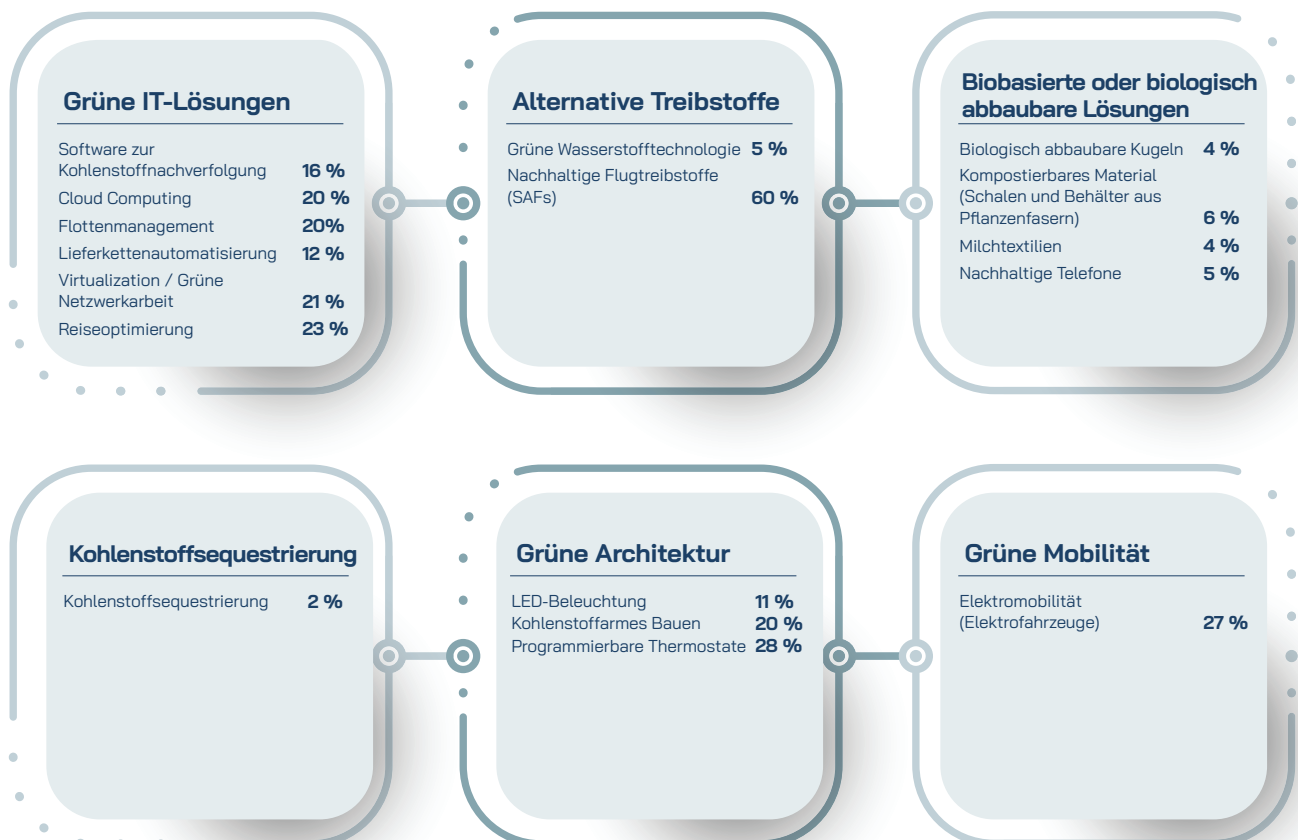 Grüne IT-Lösungen
Software zur
Kohlenstoffnachverfolgung 16 %
Cloud Computing 20 %
Flottenmanagement 20%
Lieferkettenautomatisierung 12 %
Virtualization / Grüne
Netzwerkarbeit 21 %
Reiseoptimierung 23 %
Alternative Treibstoffe
Grüne Wasserstofftechnologie 5 %
Nachhaltige Flugtreibstoffe
(SAFs) 60 %
Biobasierte oder biologisch
abbaubare Lösungen
Biologisch abbaubare Kugeln 4 %
Kompostierbares Material
(Schalen und Behälter aus
Pflanzenfasern) 6 %
Milchtextilien 4 %
Nachhaltige Telefone 5 %
Kohlenstoffsequestrierung
Kohlenstoffsequestrierung 2 %
Grüne Architektur
LED-Beleuchtung 11 %
Kohlenstoffarmes Bauen 20 %
Programmierbare Thermostate 28 %
Grüne Mobilität
Elektromobilität
(Elektrofahrzeuge) 27 %